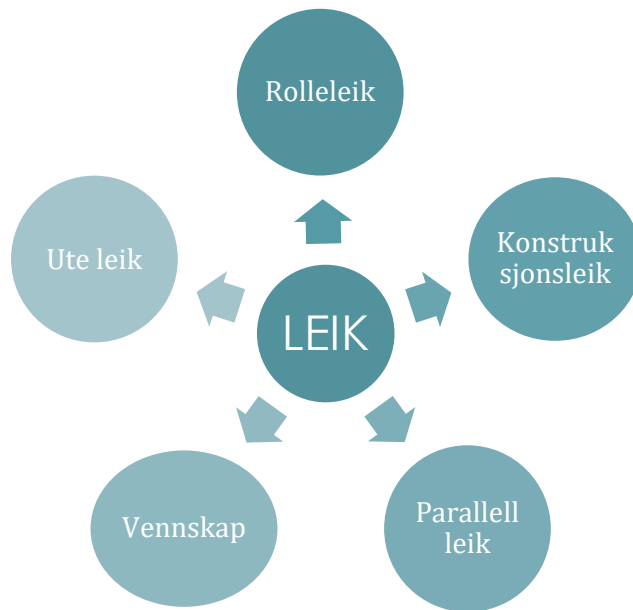 Rolleleik
Konstruk
sjonsleik
Parallell
leik
Vennskap
Ute leik
LEIK